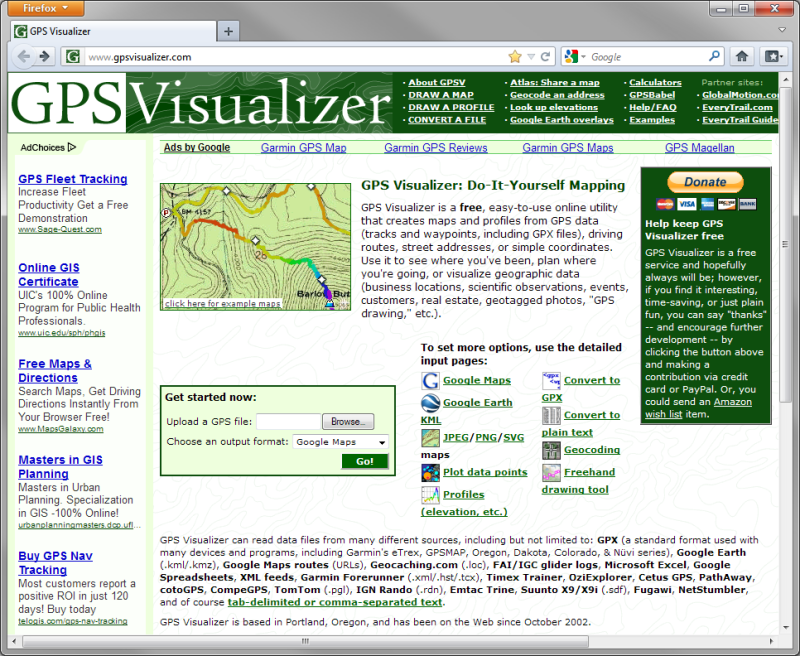 Firefox
GPS Visualizer
www.gpsvisualizer.com
Google
GPS Visualizer
· About GPSV
· DRAW A MAP
· DRAW A PROFILE
· CONVERT A FILE
· Atlas: Share a map
· Geocode an address
· Look up elevations
· Google Earth overlays
· Calculators
· GPSBabel
· Help/FAQ
· Examples
Partner sites:
· GlobalMotion.co
· EveryTrail.com
· EveryTrail Guide
AdChoices
GPS Fleet Tracking
Increase Fleet
Productivity Get a Free
Demonstration
www.Sage-Quest.com
Online GIS
Certificate
UIC's 100% Online
Program for Public Health
Professionals.
www.uic.edu/sph/phgis
Free Maps &
Directions
Search Maps, Get Driving
Directions Instantly From
Your Browser Free!
www.MapsGalaxy.com
Masters in GIS
Planning
Masters in Urban
Planning. Specialization
in GIS -100% Online!
urbanplanningmasters.dcp.ufl...
Buy GPS Nav
Tracking
Most customers report a
positive ROI in just 120
days! Buy today
telogis.com/gps-nav-tracking
Ads by Google
Garmin GPS Map
Garmin GPS Reviews
Garmin GPS Maps
GPS Magellan
P
BM 4157
26
Barlow But
click here for example maps
GPS Visualizer: Do-It-Yourself Mapping
GPS Visualizer is a free, easy-to-use online utility
that creates maps and profiles from GPS data
(tracks and waypoints, including GPX files), driving
routes, street addresses, or simple coordinates.
Use it to see where you've been, plan where
you're going, or visualize geographic data
(business locations, scientific observations, events,
customers, real estate, geotagged photos, "GPS
drawing," etc.).
Donate
VISA
BANK
Help keep GPS
Visualizer free
GPS Visualizer is a free
service and hopefully
always will be; however,
if you find it interesting,
time-saving, or just plain
fun, you can say "thanks"
-- and encourage further
development -- by
clicking the button above
and making a
contribution via credit
card or PayPal. Or, you
could send an Amazon
wish list item.
Get started now:
Upload a GPS file:
Browse...
Choose an output format:
Google Maps
Go!
To set more options, use the detailed
input pages:
Google Maps
Google Earth
KML
JPEG/PNG/SVG
maps
Plot data points
Profiles
(elevation, etc.)
Convert to
GPX
Convert to
plain text
Geocoding
Freehand
drawing tool
GPS Visualizer can read data files from many different sources, including but not limited to: GPX (a standard format used with
many devices and programs, including Garmin's eTrex, GPSMAP, Oregon, Dakota, Colorado, & Nüvi series), Google Earth
(.kml/.kmz), Google Maps routes (URLs), Geocaching.com (.loc), FAI/IGC glider logs, Microsoft Excel, Google
Spreadsheets, XML feeds, Garmin Forerunner (.xml/.hst/.tcx), Timex Trainer, OziExplorer, Cetus GPS, PathAway,
cotoGPS, CompeGPS, TomTom (.pgl), IGN Rando (.rdn), Emtac Trine, Suunto X9/X9i (.sdf), Fugawi, NetStumbler,
and of course tab-delimited or comma-separated text.
GPS Visualizer is based in Portland, Oregon, and has been on the Web since October 2002.